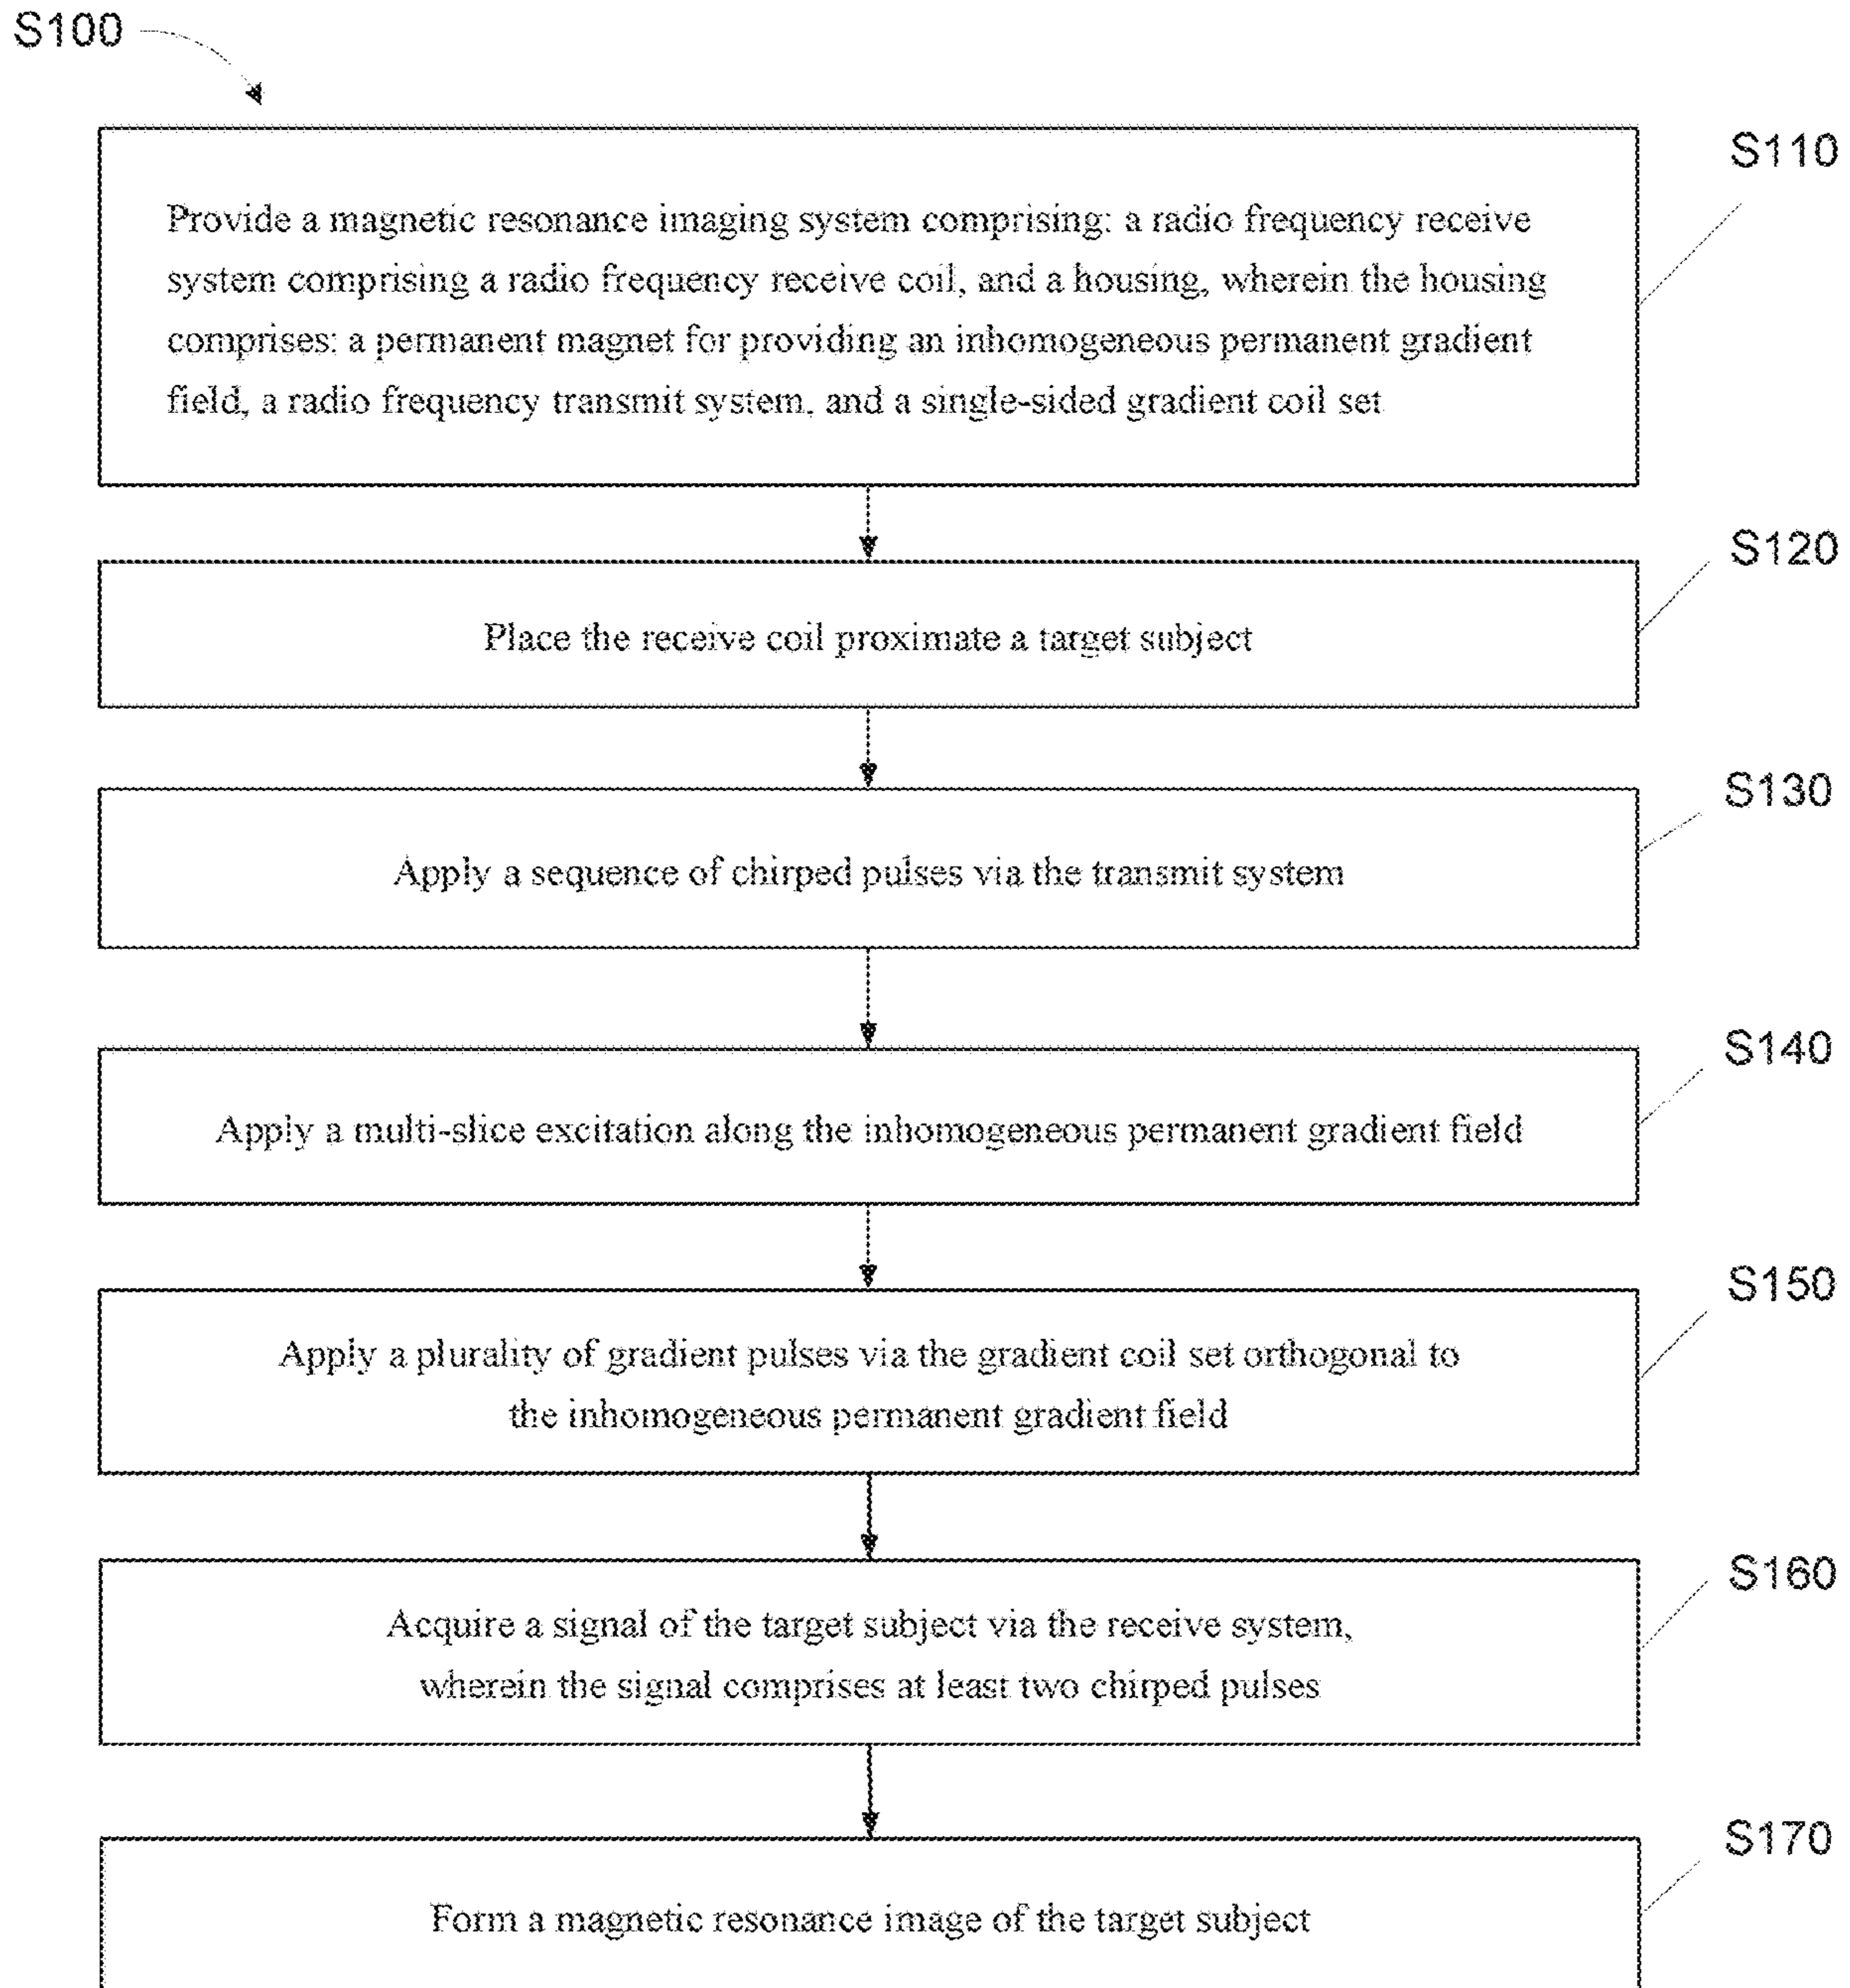 S100
S110
Provide a magnetic resonance imaging system comprising: a radio frequency receive
system comprising a radio frequency receive coil, and a housing, wherein the housing
comprises: a permanent magnet for providing an inhomogeneous permanent gradient
field, a radio frequency transmit system, and a single-sided gradient coil set
S120
Place the receive coil proximate a target subject
S130
Apply a sequence of chirped pulses via the transmit system
S140
Apply a multi-slice excitation along the inhomogeneous permanent gradient field
S150
Apply a plurality of gradient pulses via the gradient coil set orthogonal to
the inhomogeneous permanent gradient field
S160
Acquire a signal of the target subject via the receive system,
wherein the signal comprises at least two chirped pulses
S170
Form a magnetic resonance image of the target subject